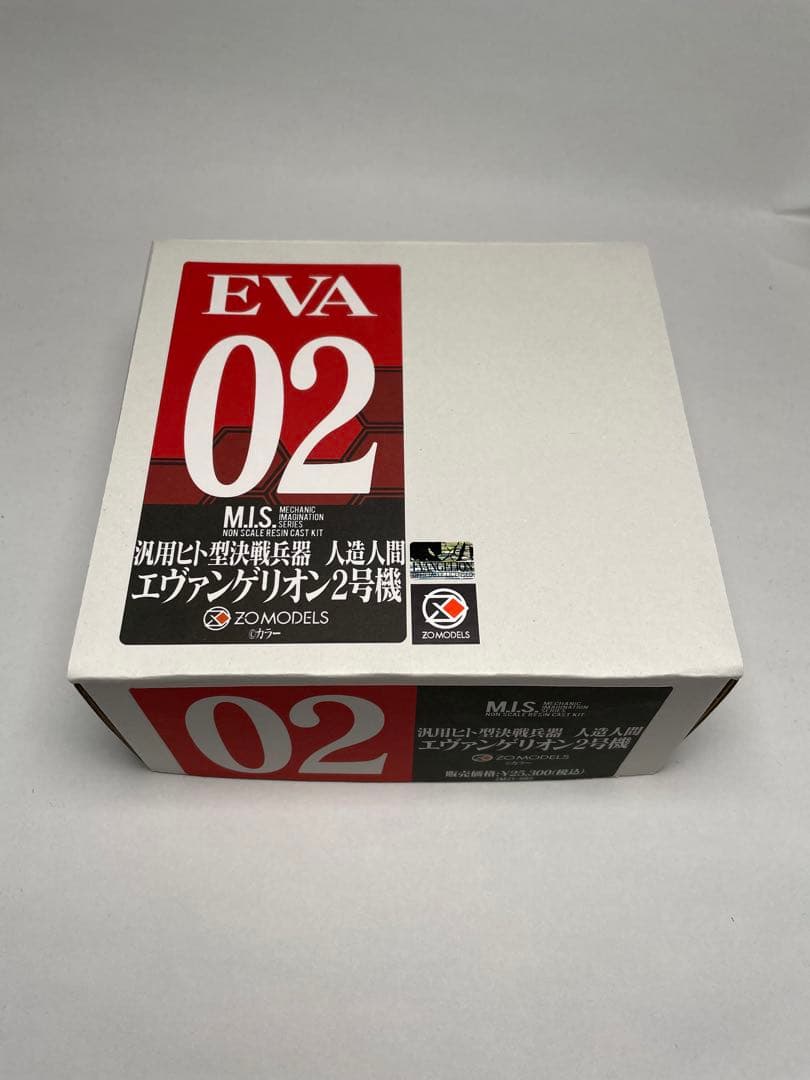 EVA
02
M.I.S. MECHANIC
IMAGINATION
SERIES
NON SCALE RESIN CAST KIT
汎用ヒト型決戦兵器 人造人間
エヴァンゲリオン2号機
ZOMODELS
©カラー
EVANGELION
ZOMODELS
02
M.I.S. MECHANIC
IMAGINATION
SERIES
NON SCALE RESIN CAST KIT
汎用ヒト型決戦兵器 人造人間
エヴァンゲリオン2号機
ZOMODELS
©カラー
販売価格:¥25,300(税込)